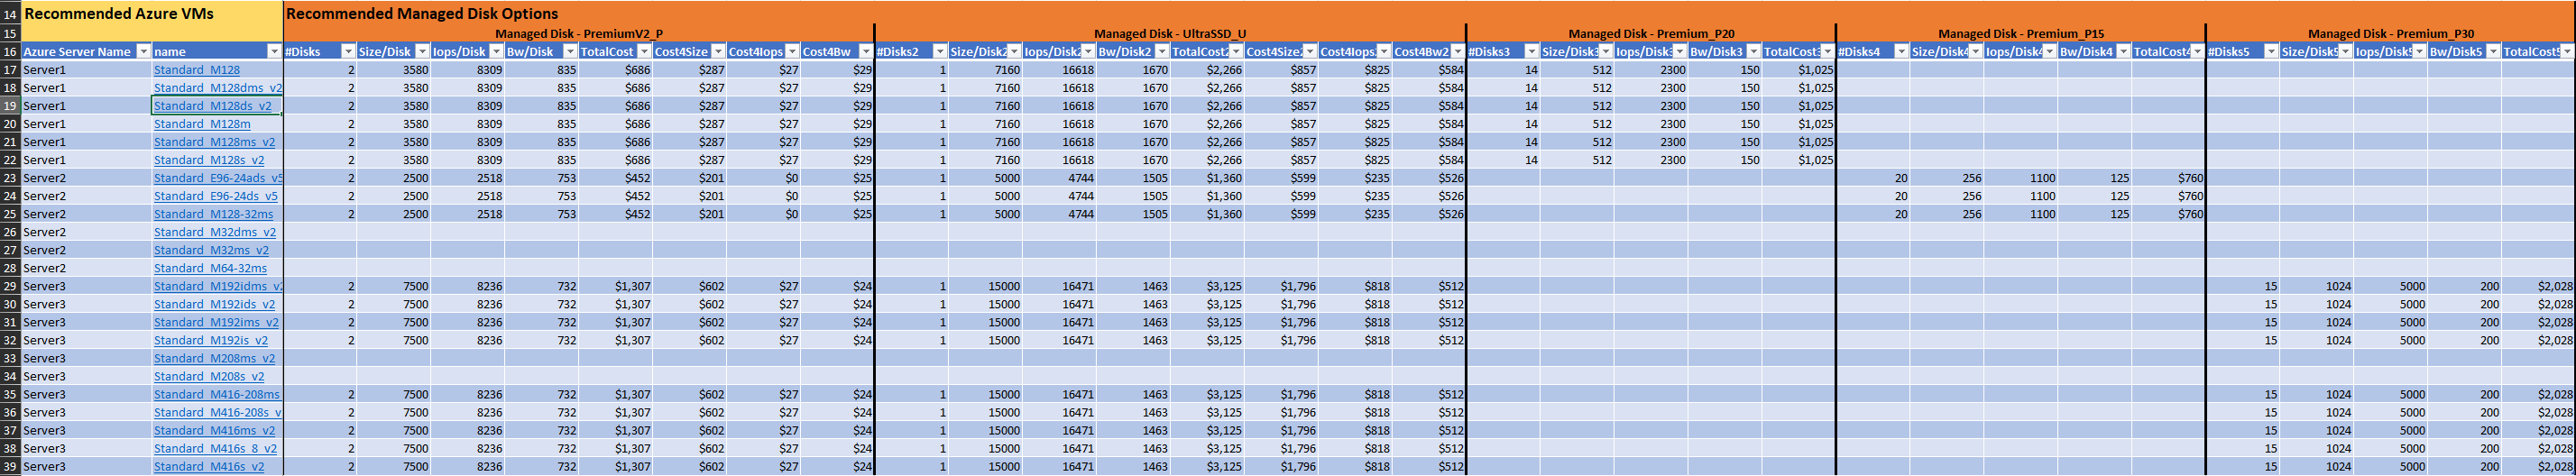 14 Recommended Azure VMs Recommended Managed Disk Options
15 Managed Disk - PremiumV2_P Managed Disk - UltraSSD_U Managed Disk - Premium_P20 Managed Disk - Premium_P15 Managed Disk - Premium_P30
16 Azure Server Name name #Disks Size/Disk Iops/Disk Bw/Disk TotalCost Cost4Size Cost4Iops Cost4Bw #Disks2 Size/Disk2 Iops/Disk2 Bw/Disk2 TotalCost2 Cost4Size2 Cost4Iops2 Cost4Bw2 #Disks3 Size/Disk3 Iops/Disk3 Bw/Disk3 TotalCost3 #Disks4 Size/Disk4 Iops/Disk4 Bw/Disk4 TotalCost4 #Disks5 Size/Disk5 Iops/Disk5 Bw/Disk5 TotalCost5
17 Server1 Standard_M128 2 3580 8309 835 $686 $287 $27 $29 1 7160 16618 1670 $2,266 $857 $825 $584 14 512 2300 150 $1,025
18 Server1 Standard_M128dms_v2 2 3580 8309 835 $686 $287 $27 $29 1 7160 16618 1670 $2,266 $857 $825 $584 14 512 2300 150 $1,025
19 Server1 Standard_M128ds_v2 2 3580 8309 835 $686 $287 $27 $29 1 7160 16618 1670 $2,266 $857 $825 $584 14 512 2300 150 $1,025
20 Server1 Standard_M128m 2 3580 8309 835 $686 $287 $27 $29 1 7160 16618 1670 $2,266 $857 $825 $584 14 512 2300 150 $1,025
21 Server1 Standard_M128ms_v2 2 3580 8309 835 $686 $287 $27 $29 1 7160 16618 1670 $2,266 $857 $825 $584 14 512 2300 150 $1,025
22 Server1 Standard_M128s_v2 2 3580 8309 835 $686 $287 $27 $29 1 7160 16618 1670 $2,266 $857 $825 $584 14 512 2300 150 $1,025
23 Server2 Standard_E96-24ads_v5 2 2500 2518 753 $452 $201 $0 $25 1 5000 4744 1505 $1,360 $599 $235 $526 20 256 1100 125 $760
24 Server2 Standard_E96-24ds_v5 2 2500 2518 753 $452 $201 $0 $25 1 5000 4744 1505 $1,360 $599 $235 $526 20 256 1100 125 $760
25 Server2 Standard_M128-32ms 2 2500 2518 753 $452 $201 $0 $25 1 5000 4744 1505 $1,360 $599 $235 $526 20 256 1100 125 $760
26 Server2 Standard_M32dms_v2
27 Server2 Standard_M32ms_v2
28 Server2 Standard_M64-32ms
29 Server3 Standard_M192idms_v2 2 7500 8236 732 $1,307 $602 $27 $24 1 15000 16471 1463 $3,125 $1,796 $818 $512 15 1024 5000 200 $2,028
30 Server3 Standard_M192ids_v2 2 7500 8236 732 $1,307 $602 $27 $24 1 15000 16471 1463 $3,125 $1,796 $818 $512 15 1024 5000 200 $2,028
31 Server3 Standard_M192ims_v2 2 7500 8236 732 $1,307 $602 $27 $24 1 15000 16471 1463 $3,125 $1,796 $818 $512 15 1024 5000 200 $2,028
32 Server3 Standard_M192is_v2 2 7500 8236 732 $1,307 $602 $27 $24 1 15000 16471 1463 $3,125 $1,796 $818 $512 15 1024 5000 200 $2,028
33 Server3 Standard_M208ms_v2
34 Server3 Standard_M208s_v2
35 Server3 Standard_M416-208ms 2 7500 8236 732 $1,307 $602 $27 $24 1 15000 16471 1463 $3,125 $1,796 $818 $512 15 1024 5000 200 $2,028
36 Server3 Standard_M416-208s_v 2 7500 8236 732 $1,307 $602 $27 $24 1 15000 16471 1463 $3,125 $1,796 $818 $512 15 1024 5000 200 $2,028
37 Server3 Standard_M416ms_v2 2 7500 8236 732 $1,307 $602 $27 $24 1 15000 16471 1463 $3,125 $1,796 $818 $512 15 1024 5000 200 $2,028
38 Server3 Standard_M416s_8_v2 2 7500 8236 732 $1,307 $602 $27 $24 1 15000 16471 1463 $3,125 $1,796 $818 $512 15 1024 5000 200 $2,028
39 Server3 Standard_M416s_v2 2 7500 8236 732 $1,307 $602 $27 $24 1 15000 16471 1463 $3,125 $1,796 $818 $512 15 1024 5000 200 $2,028